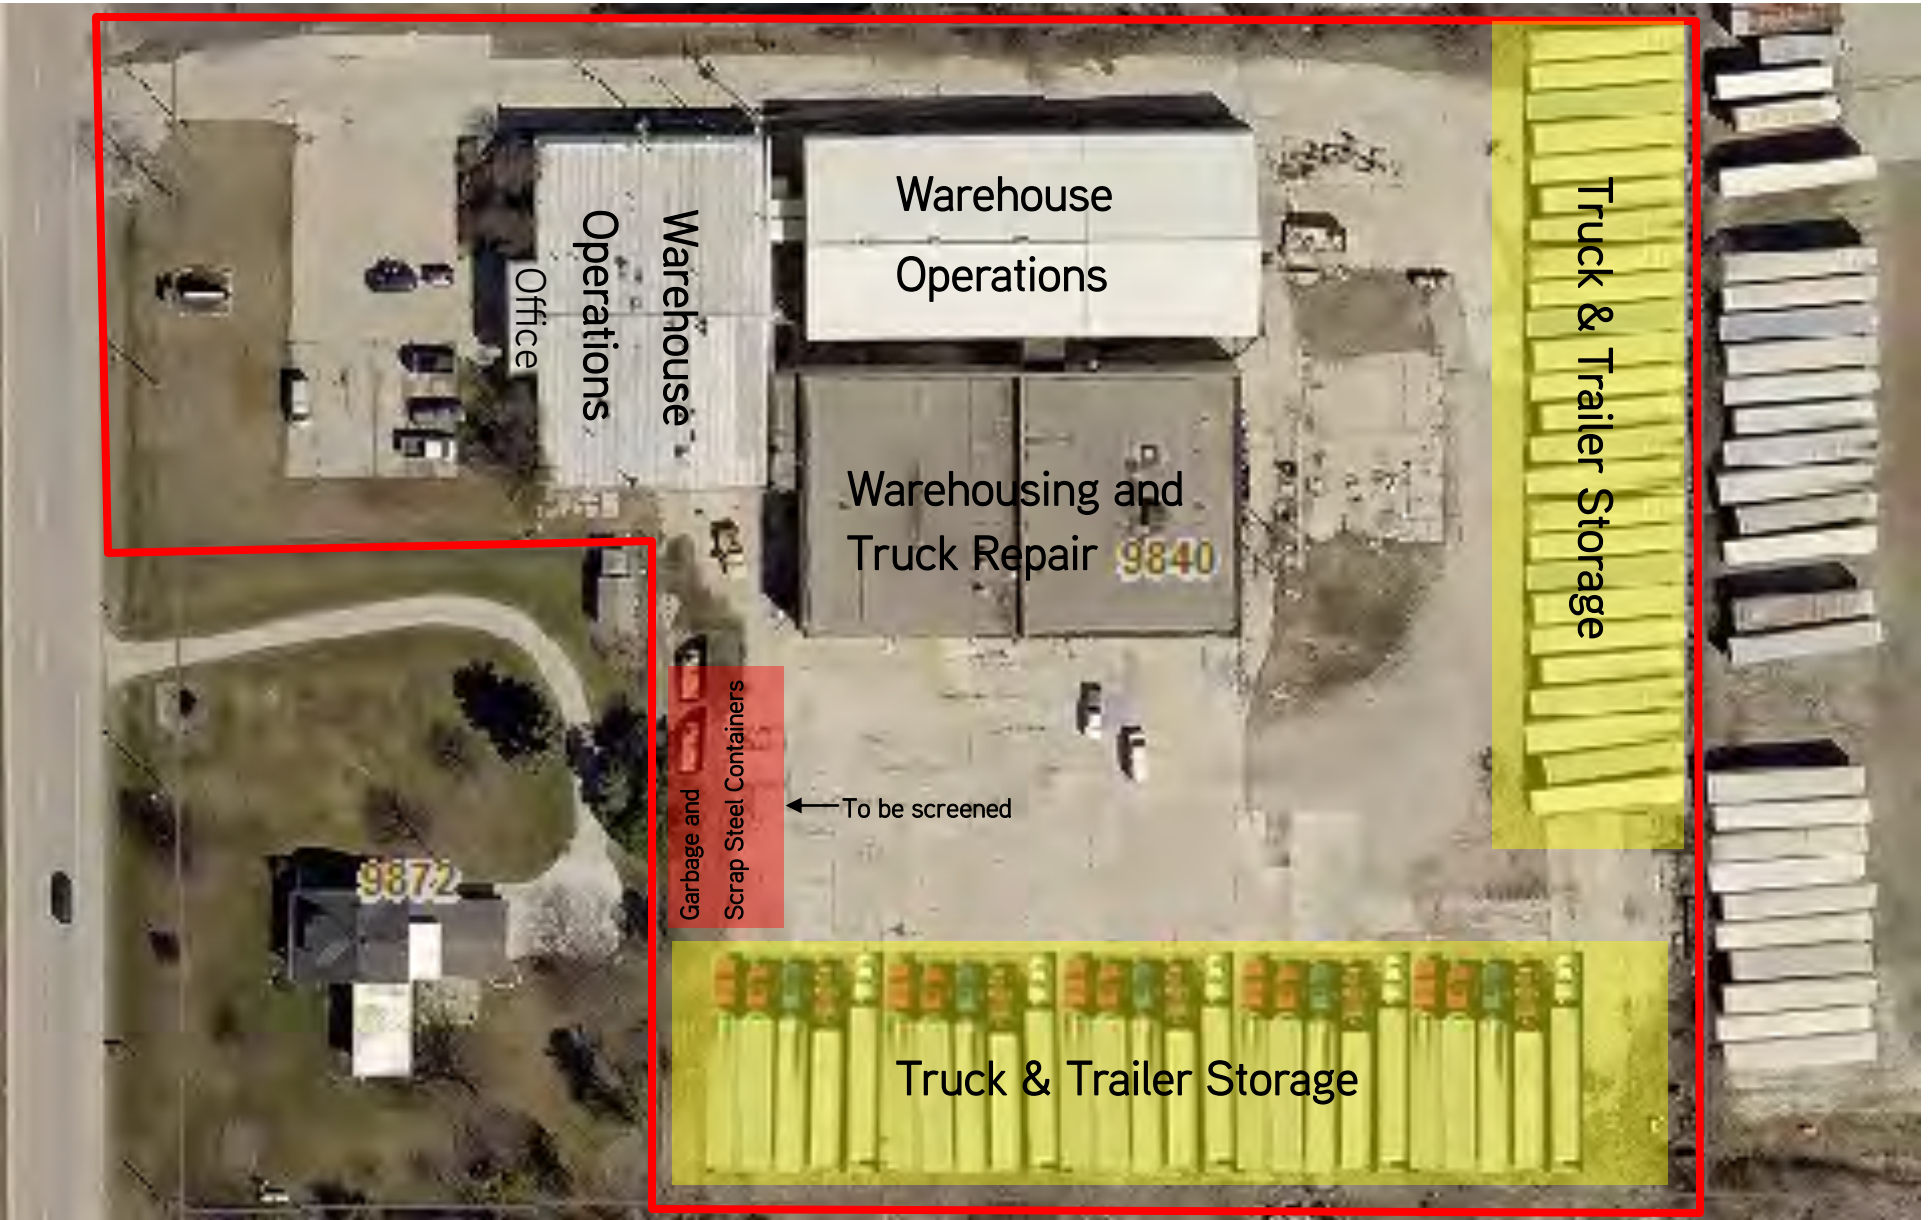 Warehouse
Operations
Office
Warehouse
Operations
Warehousing and
Truck Repair
9840
Truck & Trailer Storage
Garbage and
Scrap Steel Containers
To be screened
9872
Truck & Trailer Storage